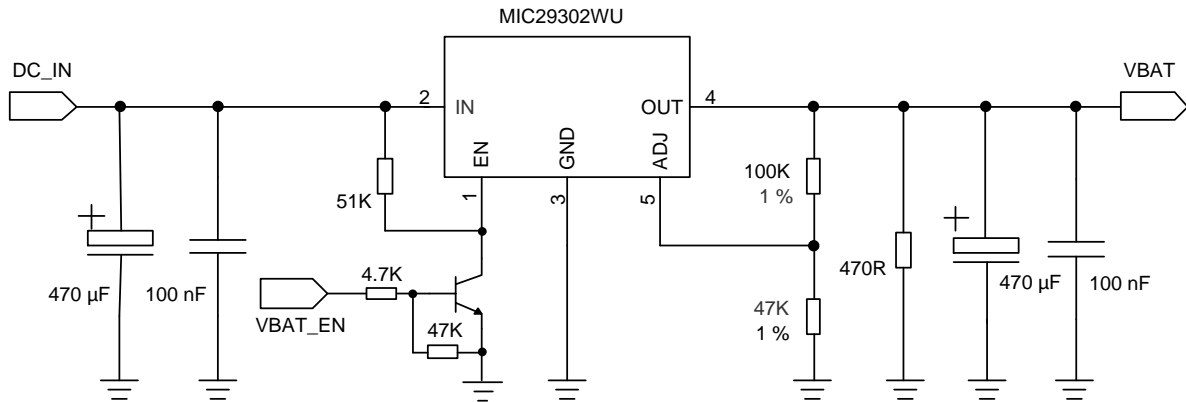 MIC29302WU
DC_IN
VBAT
2
IN
OUT
4
EN
GND
ADJ
1
3
5
51K
100K
1 %
470 µF
100 nF
4.7K
VBAT_EN
47K
47K
1 %
470R
470 µF
100 nF